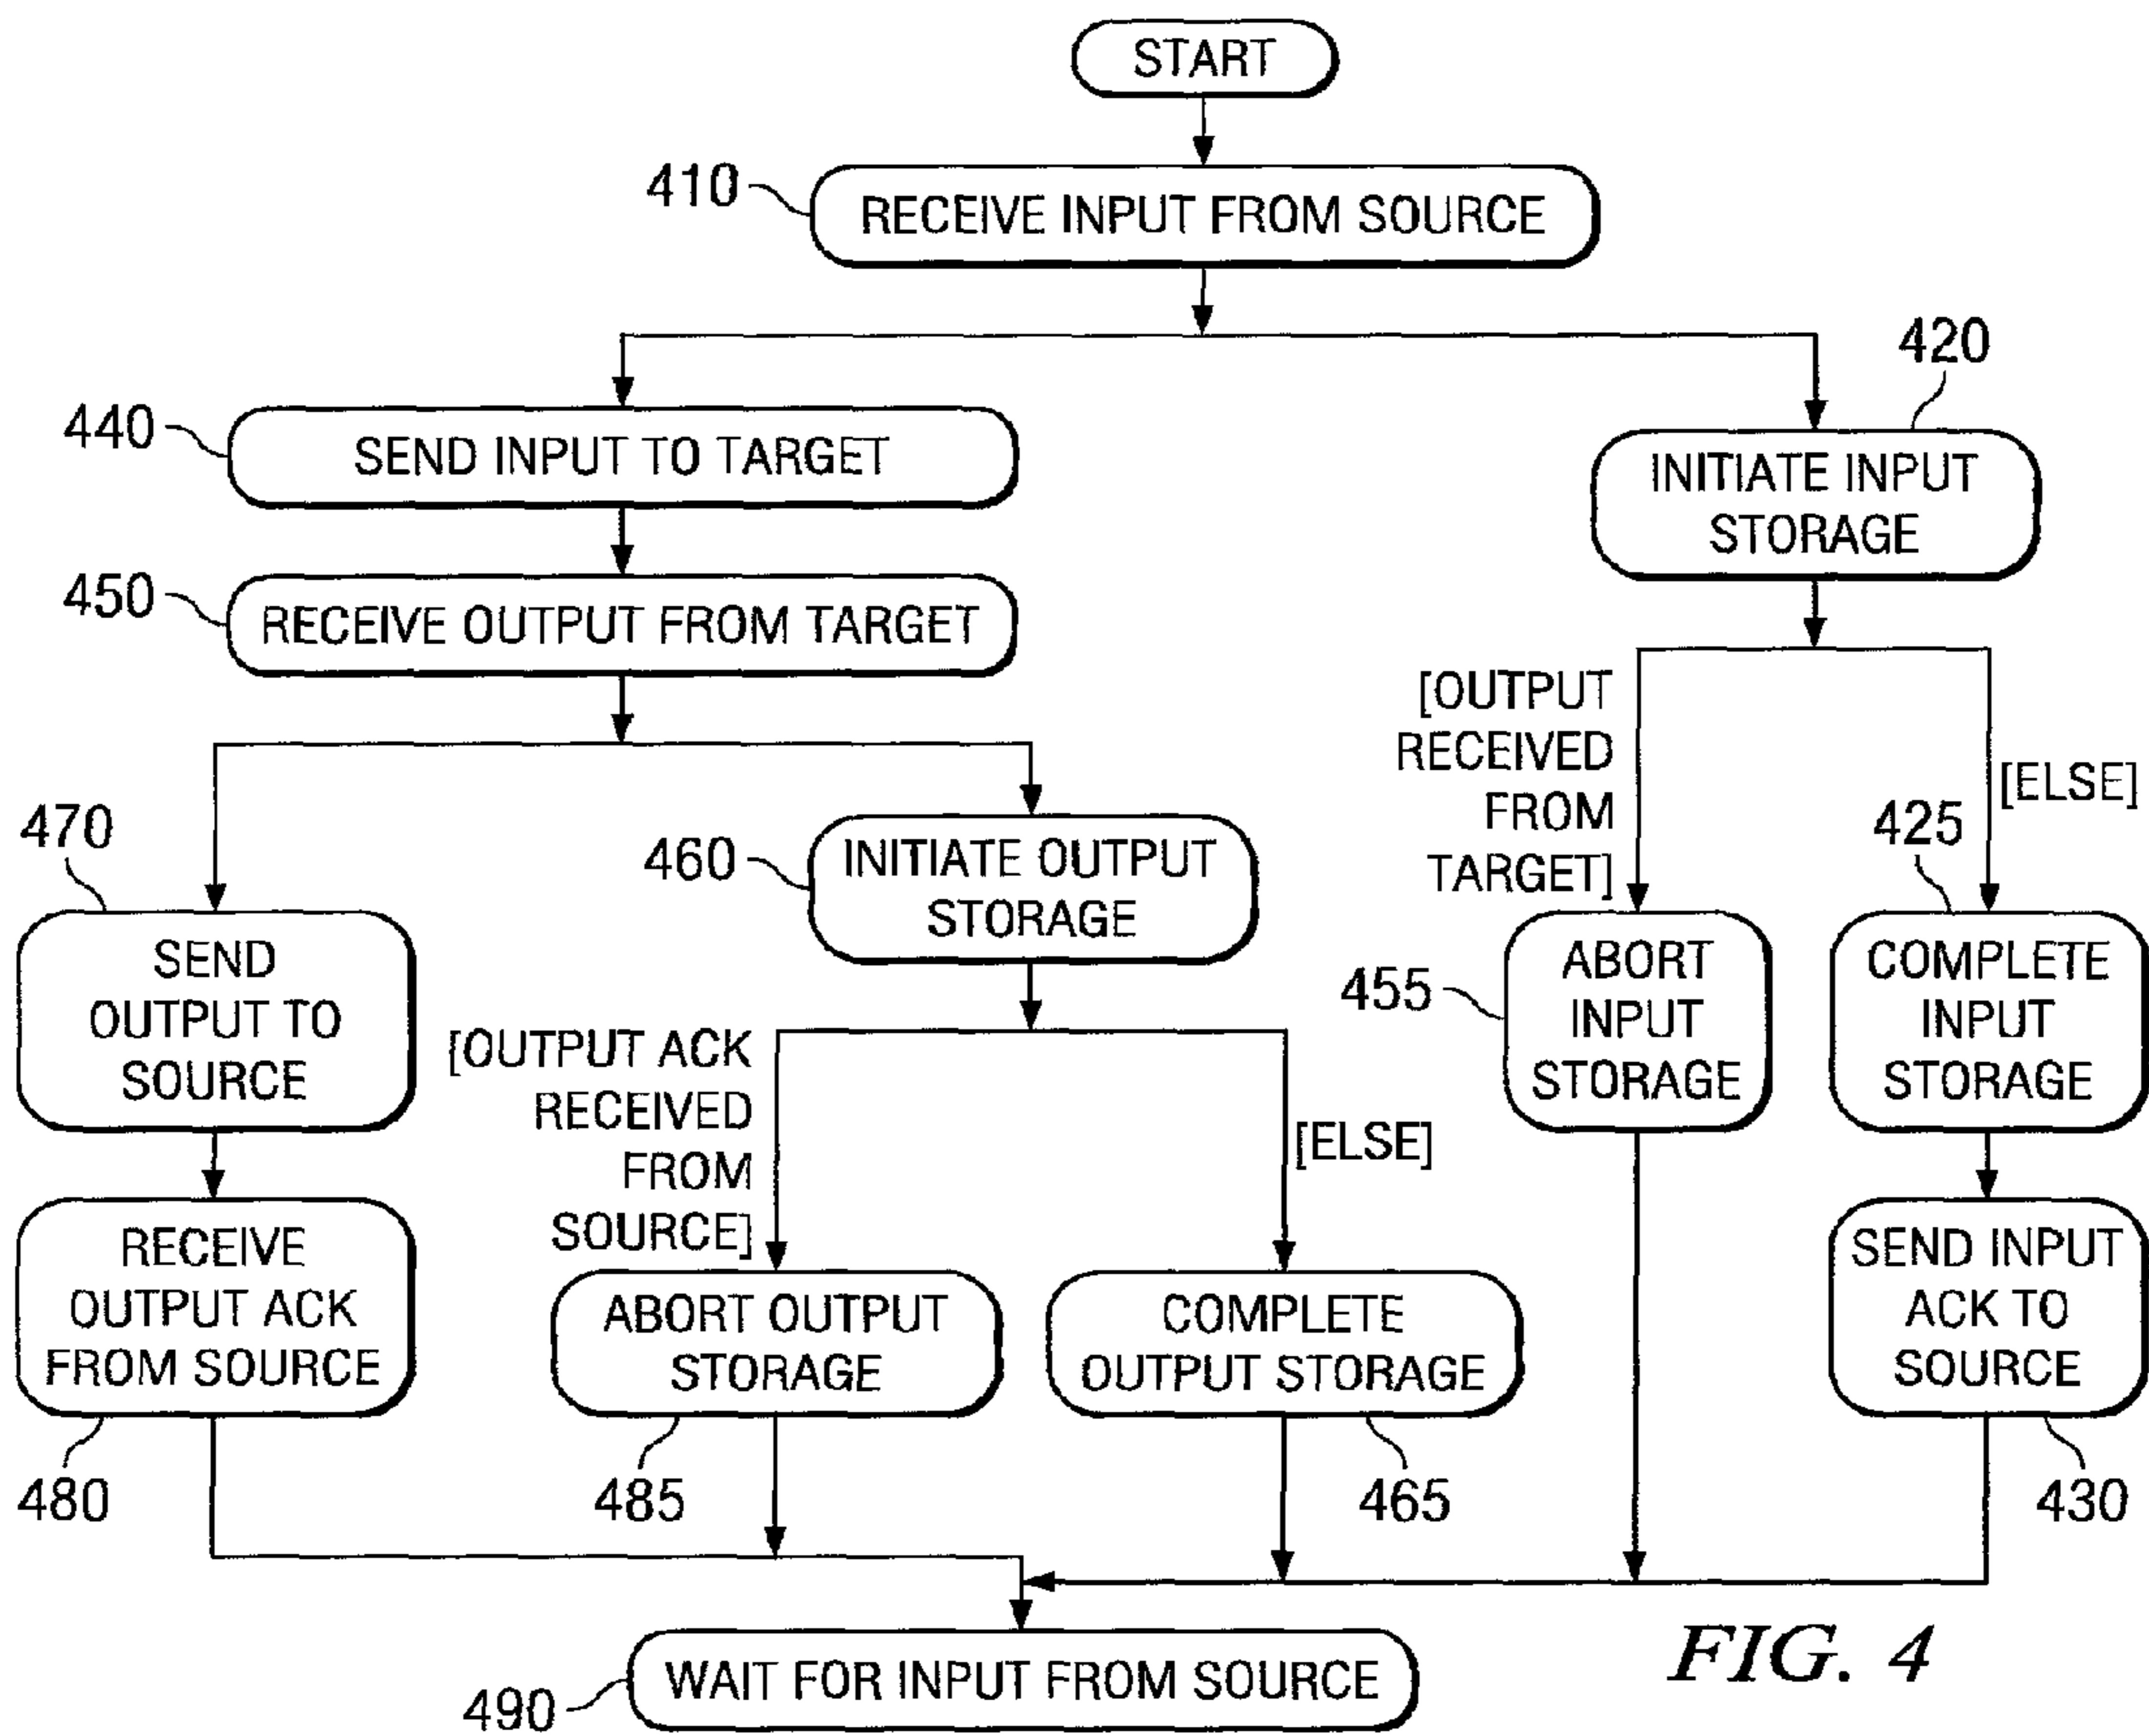 START
410
RECEIVE INPUT FROM SOURCE
420
440
SEND INPUT TO TARGET
INITIATE INPUT
STORAGE
450
RECEIVE OUTPUT FROM TARGET
[OUTPUT
RECEIVED
FROM
TARGET]
[ELSE]
470
460
INITIATE OUTPUT
STORAGE
425
SEND
OUTPUT TO
SOURCE
455
ABORT
INPUT
STORAGE
COMPLETE
INPUT
STORAGE
[OUTPUT ACK
RECEIVED
FROM
SOURCE]
[ELSE]
RECEIVE
OUTPUT ACK
FROM SOURCE
ABORT OUTPUT
STORAGE
COMPLETE
OUTPUT STORAGE
SEND INPUT
ACK TO
SOURCE
480
485
465
430
490
WAIT FOR INPUT FROM SOURCE
FIG. 4